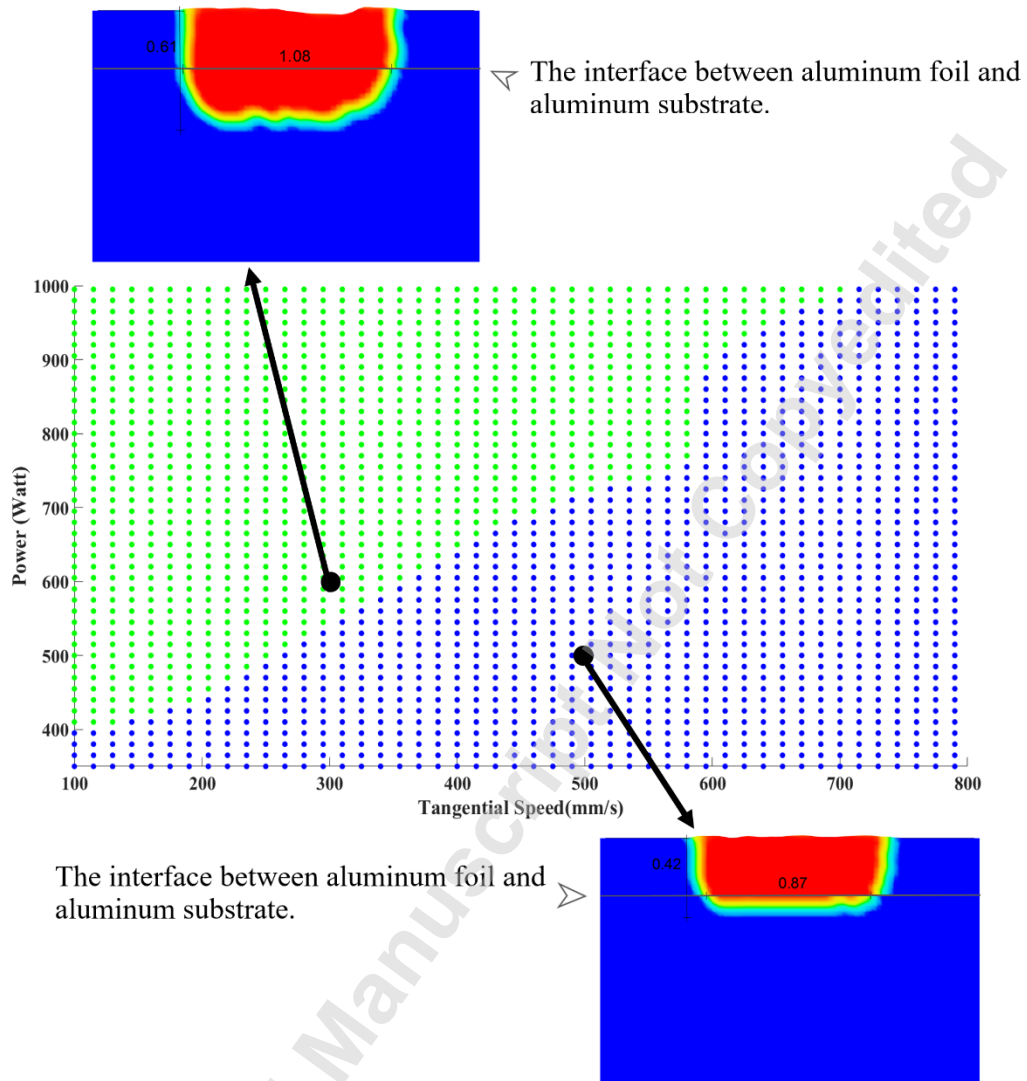 0.61
1.08
The interface between aluminum foil and
aluminum substrate.
1000
900
800
700
600
500
400
Power (Watt)
100 200 300 400 500 600 700 800
Tangential Speed(mm/s)
The interface between aluminum foil and
aluminum substrate.
0.42
0.87
Manuscript Not Copyedited